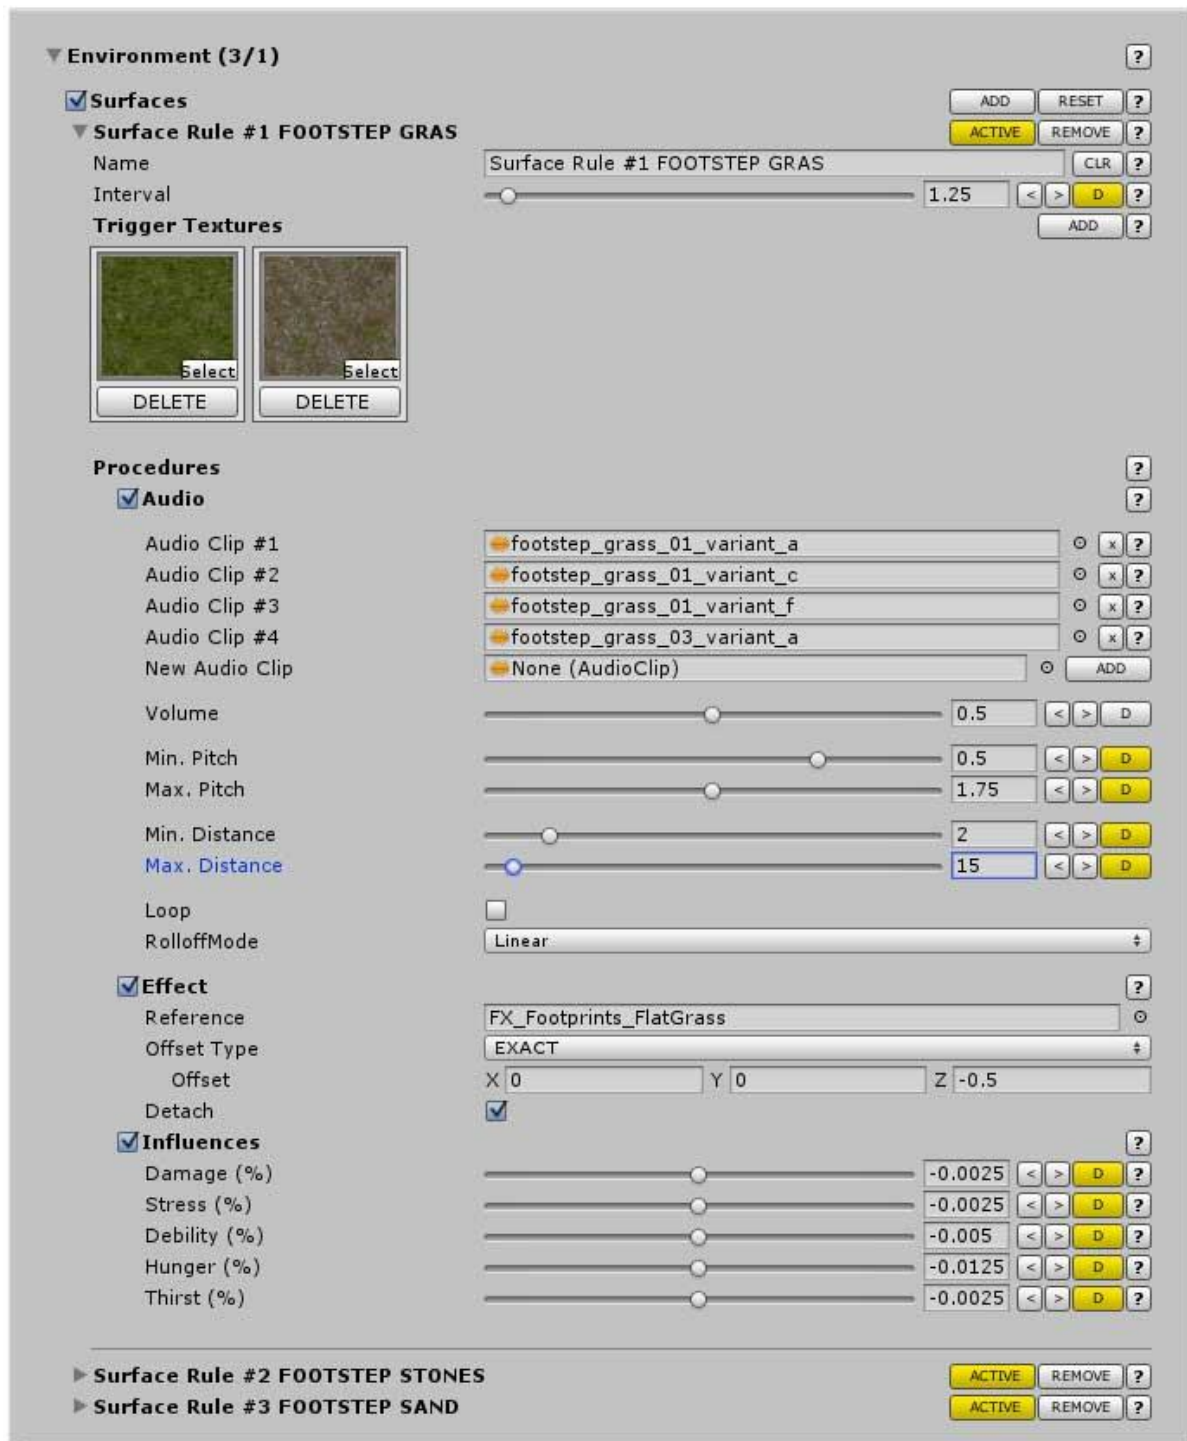 Environment (3/1) ?
Surfaces ADD RESET ?
Surface Rule #1 FOOTSTEP GRAS ACTIVE REMOVE ?
Name Surface Rule #1 FOOTSTEP GRAS CLR ?
Interval 1.25 < > D ?
Trigger Textures ADD ?
Select Select
DELETE DELETE
Procedures ?
Audio ?
Audio Clip #1 footstep_grass_01_variant_a x ?
Audio Clip #2 footstep_grass_01_variant_c x ?
Audio Clip #3 footstep_grass_01_variant_f x ?
Audio Clip #4 footstep_grass_03_variant_a x ?
New Audio Clip None (AudioClip) ADD
Volume 0.5 < > D
Min. Pitch 0.5 < > D
Max. Pitch 1.75 < > D
Min. Distance 2 < > D
Max. Distance 15 < > D
Loop
RolloffMode Linear
Effect ?
Reference FX_Footprints_FlatGrass
Offset Type EXACT
Offset X 0 Y 0 Z -0.5
Detach
Influences ?
Damage (%) -0.0025 < > D ?
Stress (%) -0.0025 < > D ?
Debility (%) -0.005 < > D ?
Hunger (%) -0.0125 < > D ?
Thirst (%) -0.0025 < > D ?
Surface Rule #2 FOOTSTEP STONES ACTIVE REMOVE ?
Surface Rule #3 FOOTSTEP SAND ACTIVE REMOVE ?